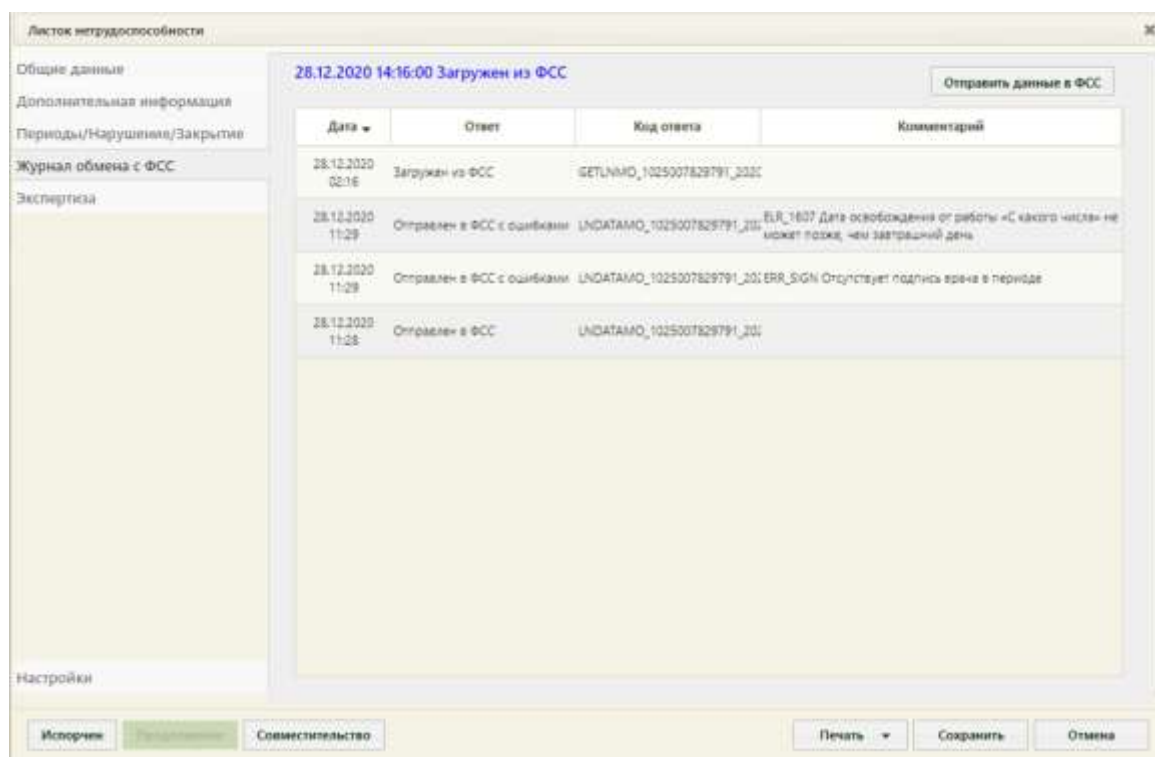 Листок нетрудоспособности
Общие данные
Дополнительная информация
Периоды/Нарушения/Закрытие
Журнал обмена с ФСС
Экспертиза
Настройки
28.12.2020 14:16:00 Загружен из ФСС
Отправить данные в ФСС
Дата Ответ Код ответа Комментарий
28.12.2020
02:16
Загружен из ФСС GETLNMO_1025007829791_202
28.12.2020
11:29
Отправлен в ФСС с ошибками LNDATAMO_1025007829791_20
ELR_1607 Дата освобождения от работы «С какого числа» не
может позже, чем завтрашний день
28.12.2020
11:29
Отправлен в ФСС с ошибками LNDATAMO_1025007829791_202 ERR_SIGN Отсутствует подпись врача в периоде
28.12.2020
11:28
Отправлен в ФСС LNDATAMO_1025007829791_202
Испорчен Совместительство Печать Сохранить Отмена